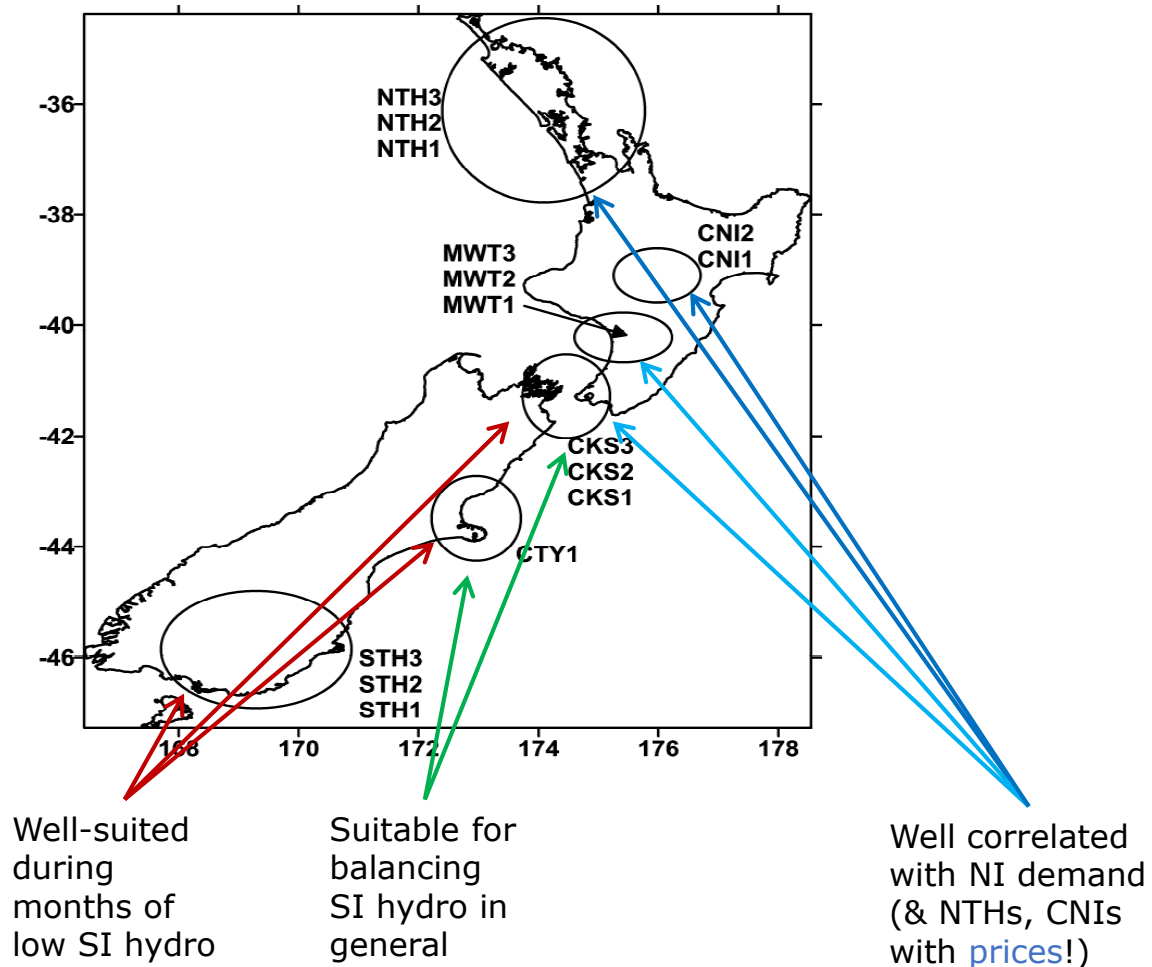 -36
NTH3
NTH2
NTH1
-38
CNI2
CNI1
MWT3
MWT2
MWT1
-40
-42
CKS3
CKS2
CKS1
-44
CTY1
-46
STH3
STH2
STH1
168
170
172
174
176
178
Well-suited
during
months of
low SI hydro
Suitable for
balancing
SI hydro in
general
Well correlated
with NI demand
(& NTHs, CNIs
with prices!)